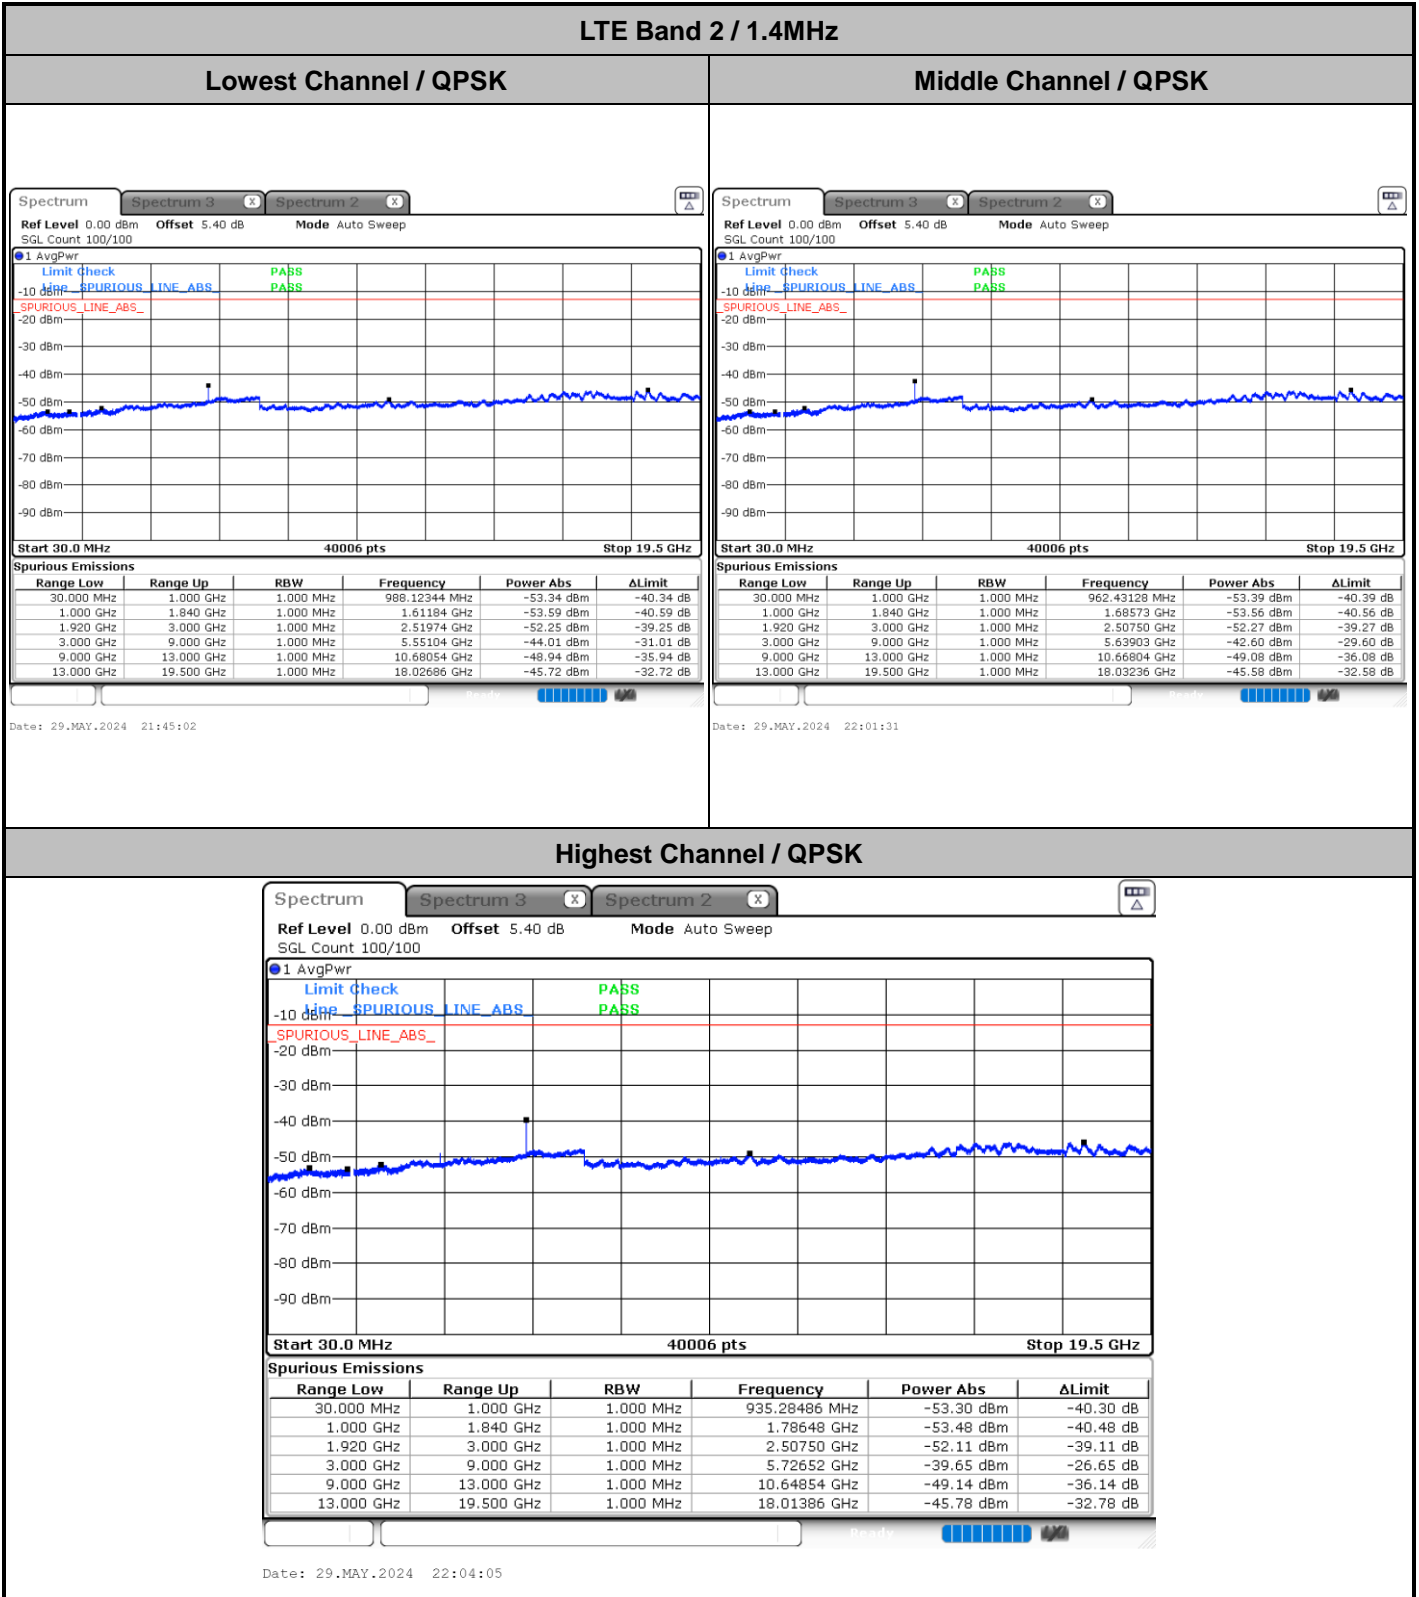 LTE Band 2 / 1.4MHz
Lowest Channel / QPSK
Middle Channel / QPSK
Spectrum Spectrum 3 X Spectrum 2 X
Ref Level 0.00 dBm Offset 5.40 dB Mode Auto Sweep
SGL Count 100/100
1 AvgPwr
Limit Check PASS
-10 dBm Line _SPURIOUS_LINE_ABS_ PASS
_SPURIOUS_LINE_ABS_
-20 dBm
-30 dBm
-40 dBm
-50 dBm
-60 dBm
-70 dBm
-80 dBm
-90 dBm
Start 30.0 MHz 40006 pts Stop 19.5 GHz
Spurious Emissions
Range Low Range Up RBW Frequency Power Abs ΔLimit
30.000 MHz 1.000 GHz 1.000 MHz 988.12344 MHz -53.34 dBm -40.34 dB
1.000 GHz 1.840 GHz 1.000 MHz 1.61184 GHz -53.59 dBm -40.59 dB
1.920 GHz 3.000 GHz 1.000 MHz 2.51974 GHz -52.25 dBm -39.25 dB
3.000 GHz 9.000 GHz 1.000 MHz 5.55104 GHz -44.01 dBm -31.01 dB
9.000 GHz 13.000 GHz 1.000 MHz 10.68054 GHz -48.94 dBm -35.94 dB
13.000 GHz 19.500 GHz 1.000 MHz 18.02686 GHz -45.72 dBm -32.72 dB
Ready
Date: 29.MAY.2024 21:45:02
Spectrum Spectrum 3 X Spectrum 2 X
Ref Level 0.00 dBm Offset 5.40 dB Mode Auto Sweep
SGL Count 100/100
1 AvgPwr
Limit Check PASS
-10 dBm Line _SPURIOUS_LINE_ABS_ PASS
_SPURIOUS_LINE_ABS_
-20 dBm
-30 dBm
-40 dBm
-50 dBm
-60 dBm
-70 dBm
-80 dBm
-90 dBm
Start 30.0 MHz 40006 pts Stop 19.5 GHz
Spurious Emissions
Range Low Range Up RBW Frequency Power Abs ΔLimit
30.000 MHz 1.000 GHz 1.000 MHz 962.43128 MHz -53.39 dBm -40.39 dB
1.000 GHz 1.840 GHz 1.000 MHz 1.68573 GHz -53.56 dBm -40.56 dB
1.920 GHz 3.000 GHz 1.000 MHz 2.50750 GHz -52.27 dBm -39.27 dB
3.000 GHz 9.000 GHz 1.000 MHz 5.63903 GHz -42.60 dBm -29.60 dB
9.000 GHz 13.000 GHz 1.000 MHz 10.66804 GHz -49.08 dBm -36.08 dB
13.000 GHz 19.500 GHz 1.000 MHz 18.03236 GHz -45.58 dBm -32.58 dB
Ready
Date: 29.MAY.2024 22:01:31
Highest Channel / QPSK
Spectrum Spectrum 3 X Spectrum 2 X
Ref Level 0.00 dBm Offset 5.40 dB Mode Auto Sweep
SGL Count 100/100
1 AvgPwr
Limit Check PASS
-10 dBm Line _SPURIOUS_LINE_ABS_ PASS
_SPURIOUS_LINE_ABS_
-20 dBm
-30 dBm
-40 dBm
-50 dBm
-60 dBm
-70 dBm
-80 dBm
-90 dBm
Start 30.0 MHz 40006 pts Stop 19.5 GHz
Spurious Emissions
Range Low Range Up RBW Frequency Power Abs ΔLimit
30.000 MHz 1.000 GHz 1.000 MHz 935.28486 MHz -53.30 dBm -40.30 dB
1.000 GHz 1.840 GHz 1.000 MHz 1.78648 GHz -53.48 dBm -40.48 dB
1.920 GHz 3.000 GHz 1.000 MHz 2.50750 GHz -52.11 dBm -39.11 dB
3.000 GHz 9.000 GHz 1.000 MHz 5.72652 GHz -39.65 dBm -26.65 dB
9.000 GHz 13.000 GHz 1.000 MHz 10.64854 GHz -49.14 dBm -36.14 dB
13.000 GHz 19.500 GHz 1.000 MHz 18.01386 GHz -45.78 dBm -32.78 dB
Ready
Date: 29.MAY.2024 22:04:05